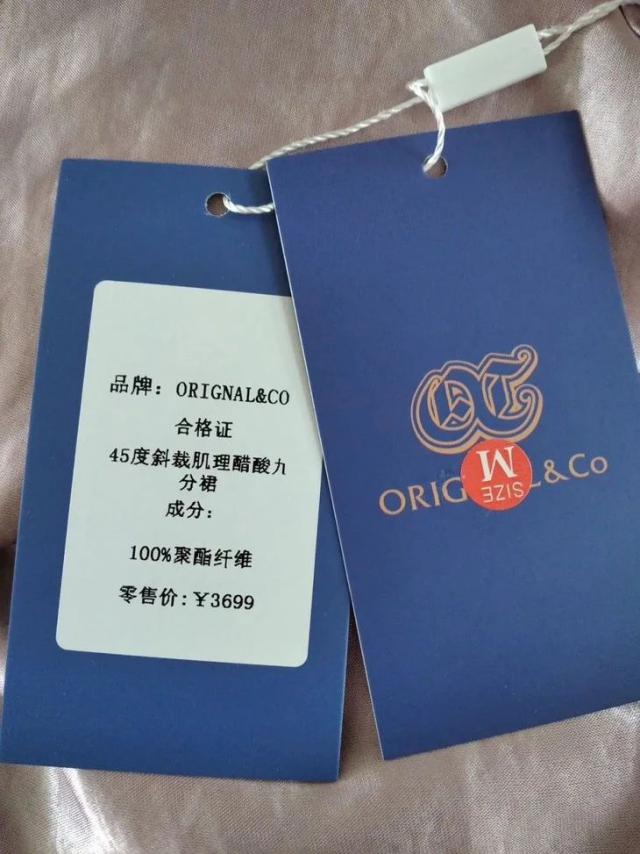 品牌: ORIGNAL&CO
合格证
45度斜裁肌理醋酸九
分裙
成分:
100%聚酯纤维
零售价:¥3699
ORIG L&Co
SIZE
M